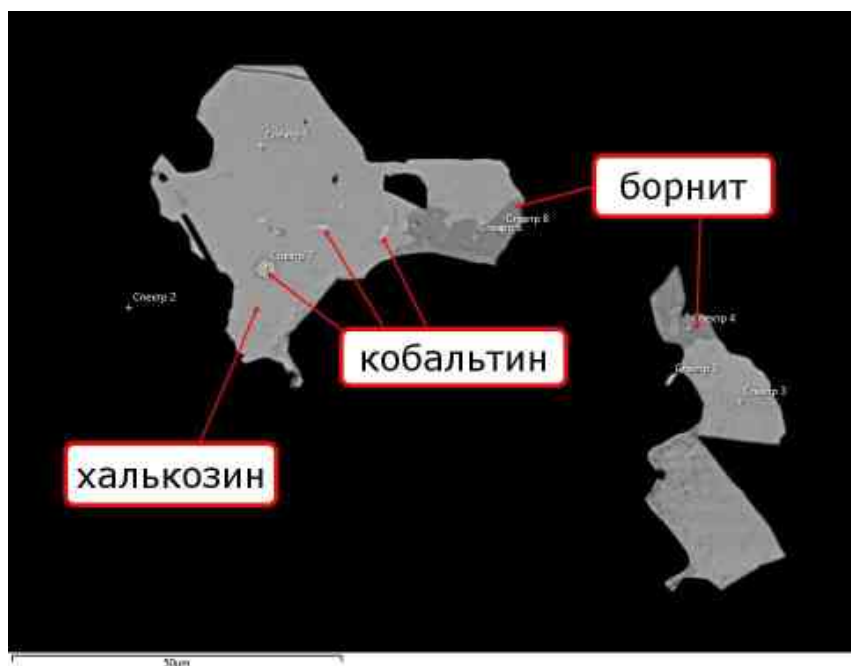 борнит
Спектр 8
Спектр 7
Спектр 2
Спектр 4
кобальтин
Спектр 3
халькозин
50µm